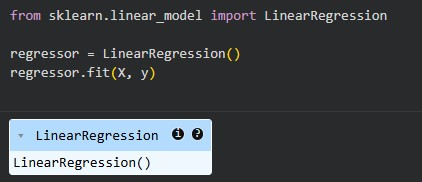 from sklearn.linear_model import LinearRegression
regressor = LinearRegression()
regressor.fit(X, y)
LinearRegression i ?
LinearRegression()